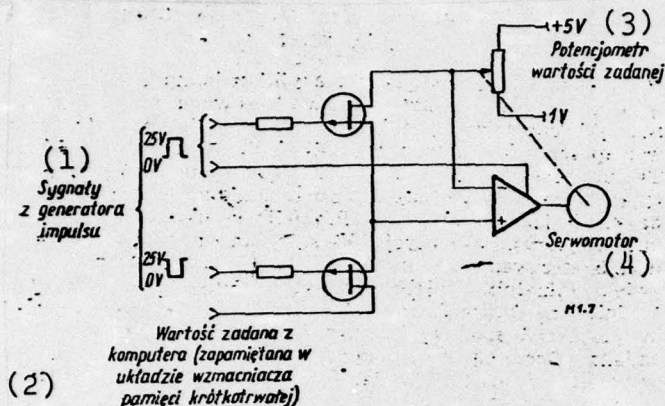 +5V (3)
Potencjometr
wartości zadanej
1V
(1)
25V
0V
Sygnały
z generatora
impulsu
25V
0V
-
+
Serwomotor
(4)
M1.7
Wartość zadana z
komputera (zapamiętana w
układzie wzmacniacza
pamięci krótkotrwałej)
(2)